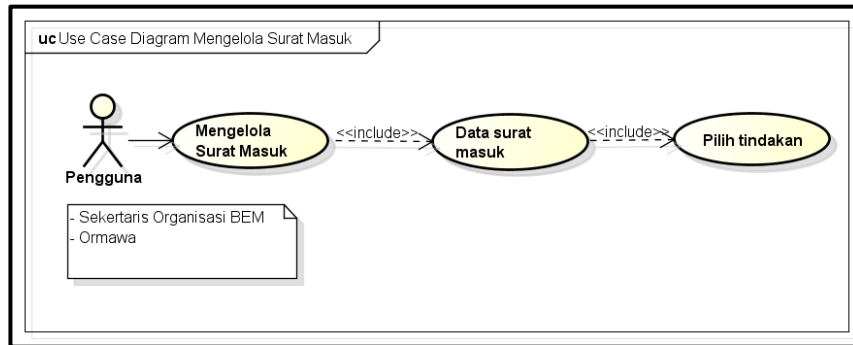 uc Use Case Diagram Mengelola Surat Masuk
Mengelola
Surat Masuk
<<include>>
Data surat
masuk
<<include>>
Pilih tindakan
Pengguna
- Sekertaris Organisasi BEM
- Ormawa